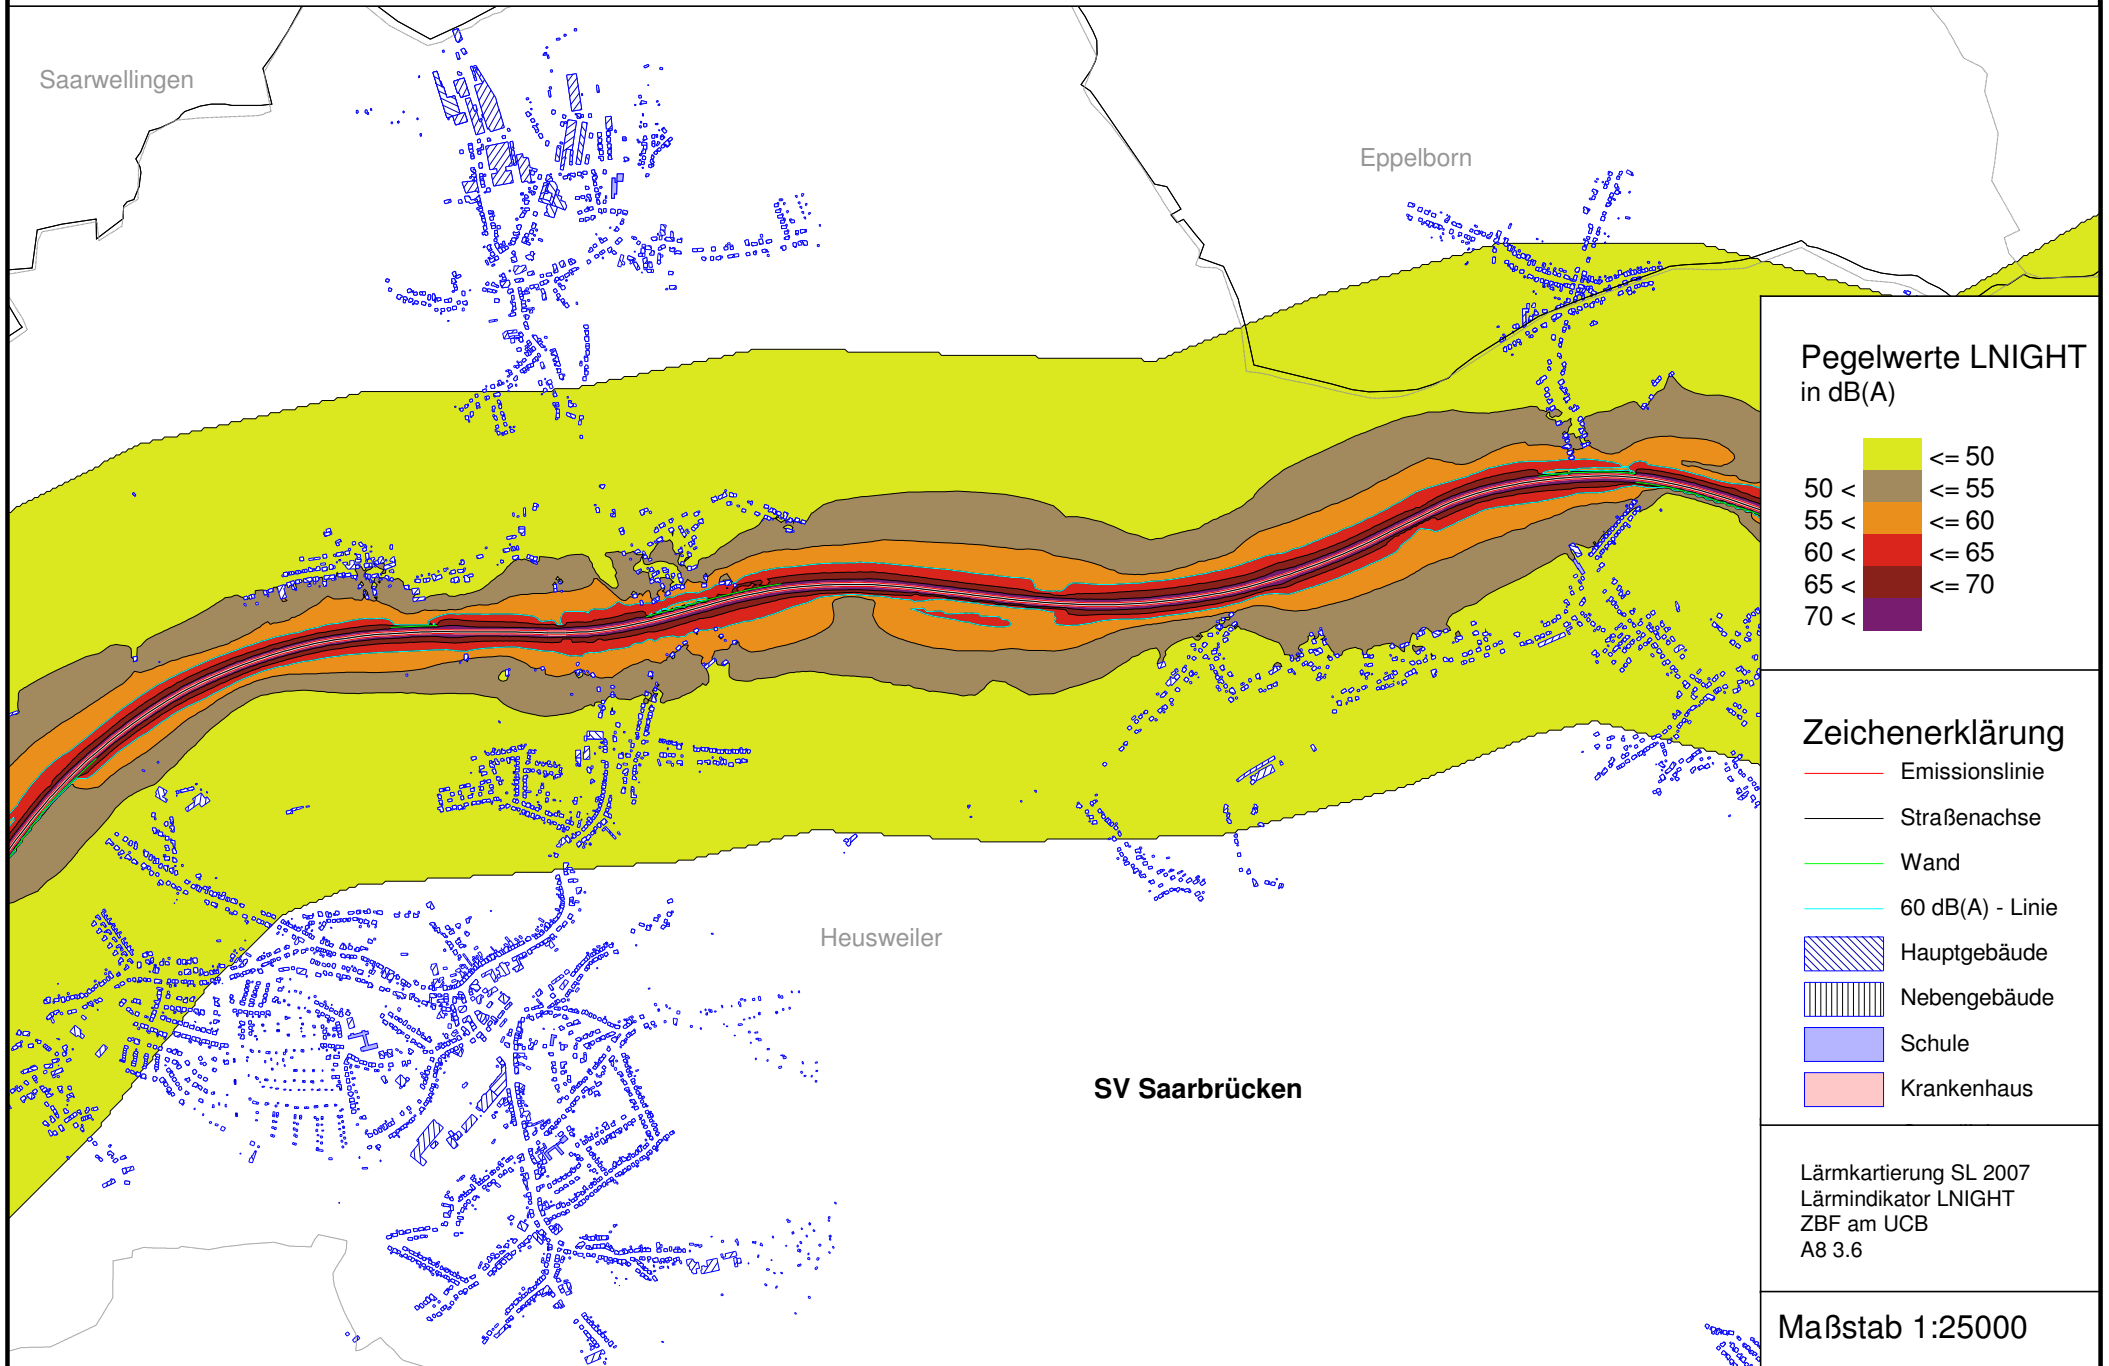 Saarwellingen
Eppelborn
Heusweiler
SV Saarbrücken
Pegelwerte LNIGHT
in dB(A)
<= 50
50 < <= 55
55 < <= 60
60 < <= 65
65 < <= 70
70 <
Zeichenerklärung
Emissionslinie
Straßenachse
Wand
60 dB(A) - Linie
Hauptgebäude
Nebengebäude
Schule
Krankenhaus
Lärmkartierung SL 2007
Lärmindikator LNIGHT
ZBF am UCB
A8 3.6
Maßstab 1:25000